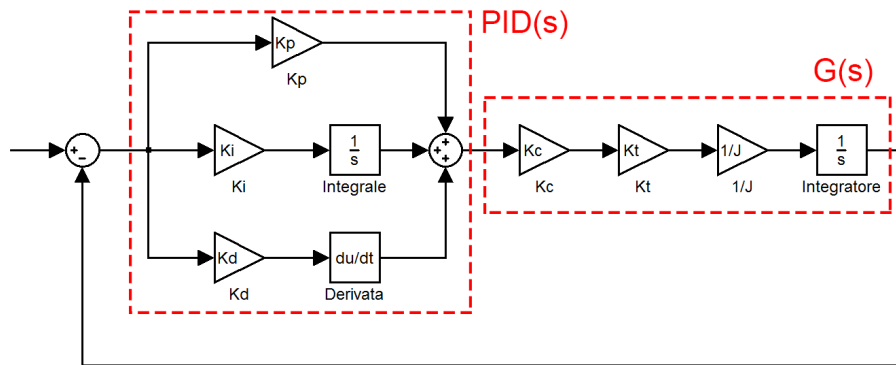 PID(s)
Kp
Kp
G(s)
+
−
Ki
Ki
1
s
Integrale
+
+
+
Kc
Kc
Kt
Kt
1/J
1/J
1
s
Integratore
Kd
Kd
du/dt
Derivata